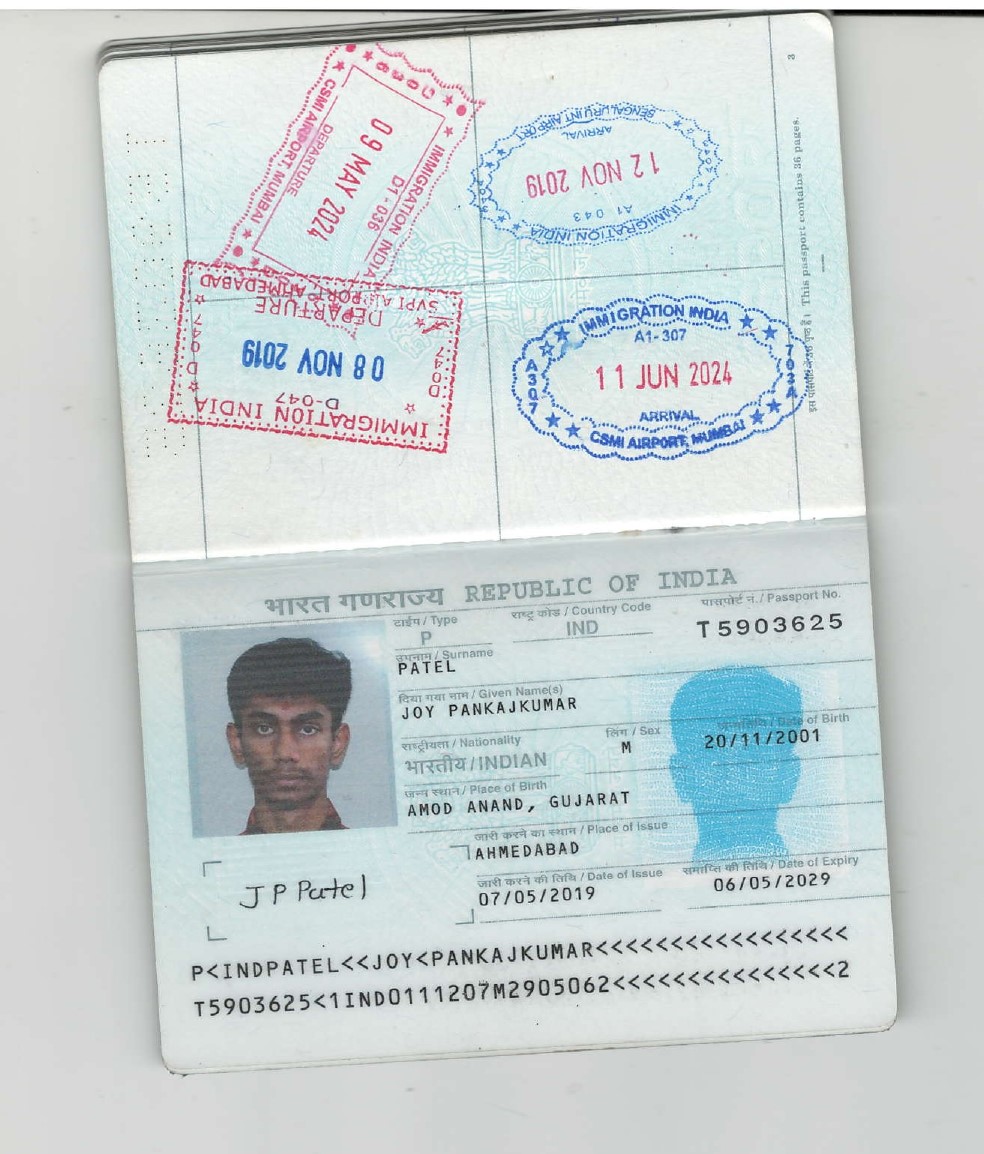 3
इस पासपोर्ट में 36 पृष्ठ हैं। This passport contains 36 pages.
D036
IMMIGRATION INDIA
D1 - 036
09 MAY 2024
DEPARTURE
CSMI AIRPORT, MUMBAI
IMMIGRATION INDIA
A1 043
12 NOV 2019
ARRIVAL
BENGALURU INT AIRPORT
IMMIGRATION INDIA
D-047
08 NOV 2019
DEPARTURE
SVPI AIRPORT AHMEDABAD
D 047
D 047
IMMIGRATION INDIA
A1-307
11 JUN 2024
ARRIVAL
CSMI AIRPORT, MUMBAI
A307
भारत गणराज्य REPUBLIC OF INDIA
टाईप / Type
P
राष्ट्र कोड / Country Code
IND
पासपोर्ट नं. / Passport No.
T5903625
उपनाम / Surname
PATEL
दिया गया नाम / Given Name(s)
JOY PANKAJKUMAR
राष्ट्रीयता / Nationality
भारतीय / INDIAN
लिंग / Sex
M
जन्मतिथि / Date of Birth
20/11/2001
जन्म स्थान / Place of Birth
AMOD ANAND, GUJARAT
जारी करने का स्थान / Place of Issue
AHMEDABAD
जारी करने की तिथि / Date of Issue
07/05/2019
समाप्ति की तिथि / Date of Expiry
06/05/2029
J P Patel
P<INDPATEL<<JOY<PANKAJKUMAR<<<<<<<<<<<<<<<<<
T5903625<1IND0111207M2905062<<<<<<<<<<<<<<<2